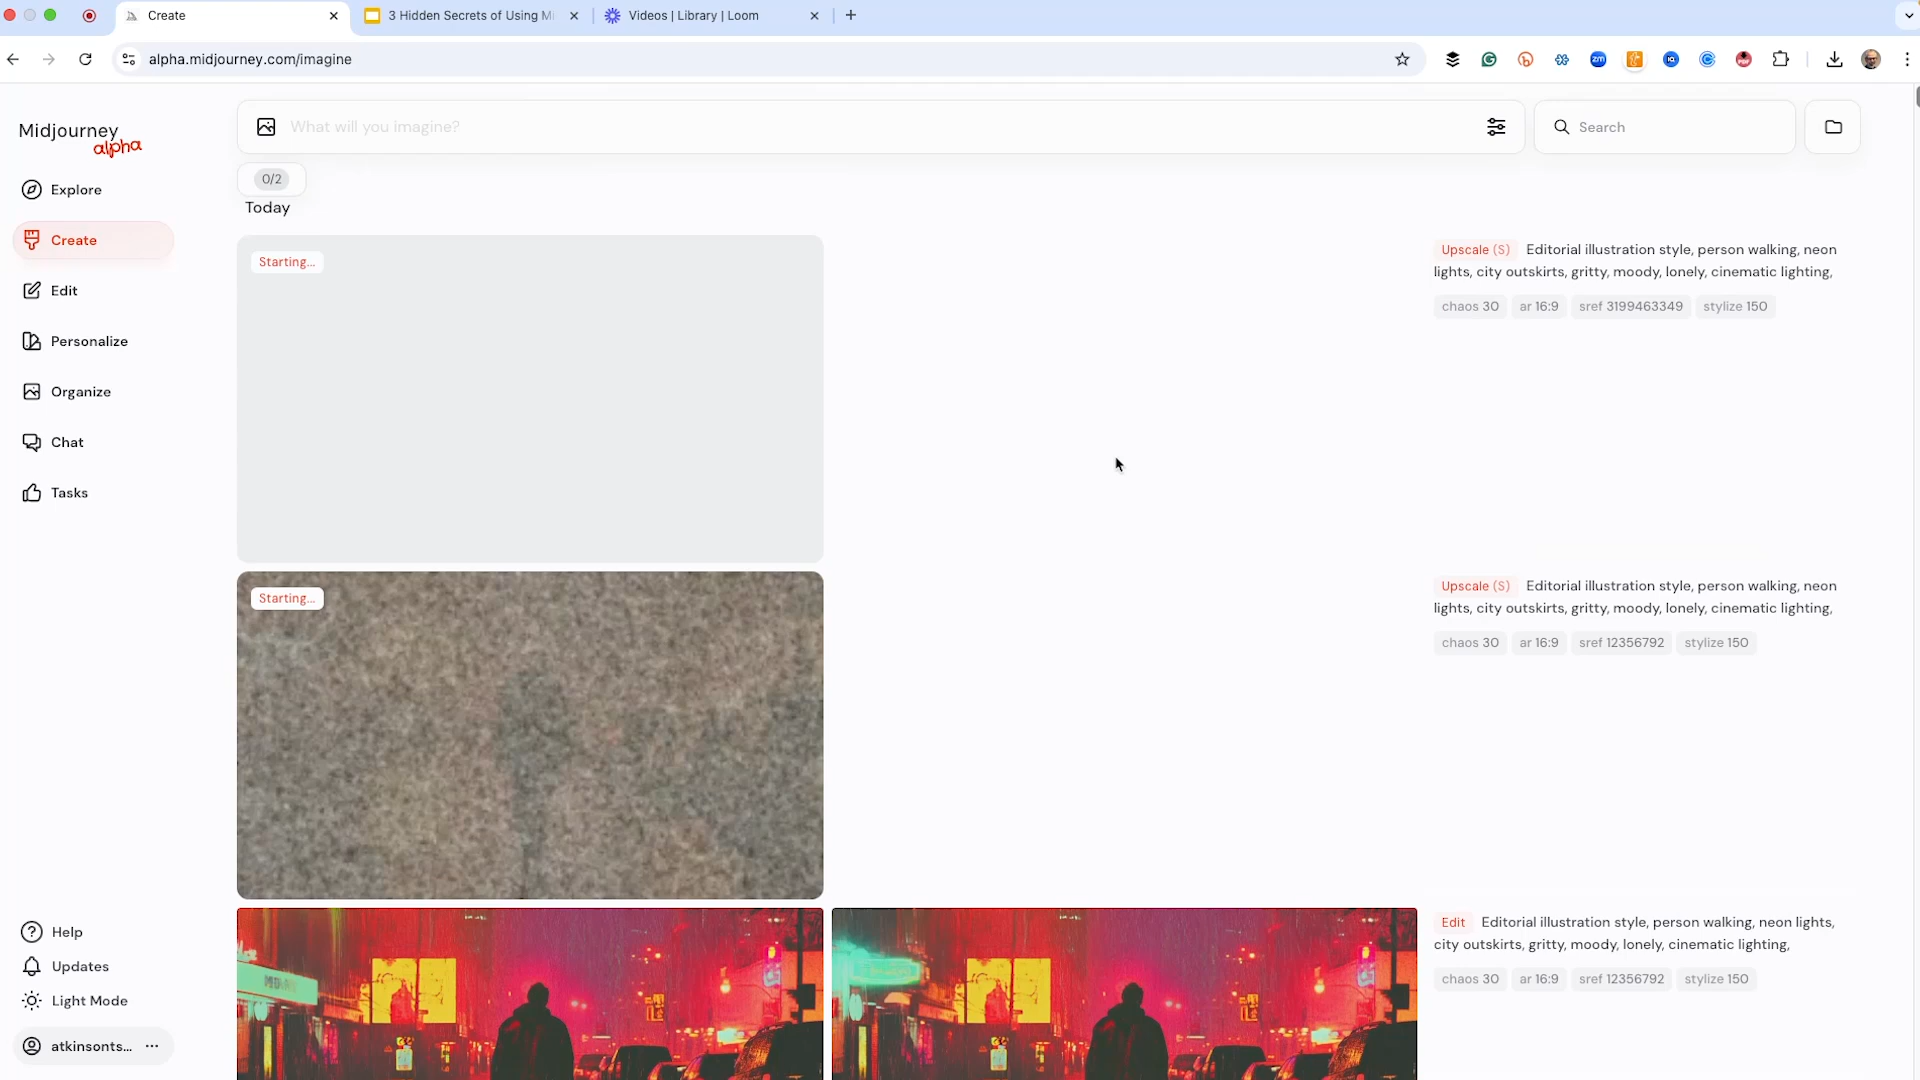 Create
3 Hidden Secrets of Using Mi
Videos | Library | Loom
alpha.midjourney.com/imagine
Midjourney
alpha
What will you imagine?
Search
0/2
Today
Explore
Create
Edit
Personalize
Organize
Chat
Tasks
Starting...
Upscale (S) Editorial illustration style, person walking, neon
lights, city outskirts, gritty, moody, lonely, cinematic lighting,
chaos 30 ar 16:9 sref 3199463349 stylize 150
Starting...
Upscale (S) Editorial illustration style, person walking, neon
lights, city outskirts, gritty, moody, lonely, cinematic lighting,
chaos 30 ar 16:9 sref 12356792 stylize 150
Edit Editorial illustration style, person walking, neon lights,
city outskirts, gritty, moody, lonely, cinematic lighting,
chaos 30 ar 16:9 sref 12356792 stylize 150
Help
Updates
Light Mode
atkinsonts...